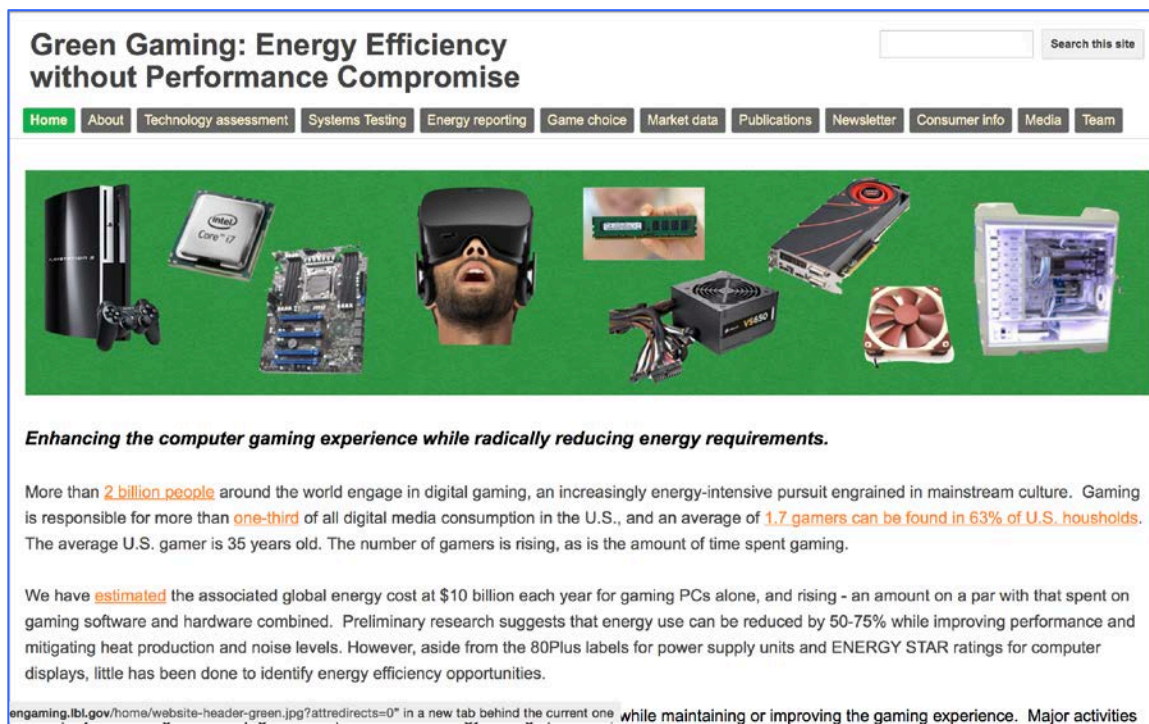 Green Gaming: Energy Efficiency
without Performance Compromise
Search this site
Home About Technology assessment Systems Testing Energy reporting Game choice Market data Publications Newsletter Consumer info Media Team
intel
Core i7
VS650
Enhancing the computer gaming experience while radically reducing energy requirements.
More than 2 billion people around the world engage in digital gaming, an increasingly energy-intensive pursuit engrained in mainstream culture. Gaming
is responsible for more than one-third of all digital media consumption in the U.S., and an average of 1.7 gamers can be found in 63% of U.S. housholds.
The average U.S. gamer is 35 years old. The number of gamers is rising, as is the amount of time spent gaming.
We have estimated the associated global energy cost at $10 billion each year for gaming PCs alone, and rising - an amount on a par with that spent on
gaming software and hardware combined. Preliminary research suggests that energy use can be reduced by 50-75% while improving performance and
mitigating heat production and noise levels. However, aside from the 80Plus labels for power supply units and ENERGY STAR ratings for computer
displays, little has been done to identify energy efficiency opportunities.
engaming.lbl.gov/home/website-header-green.jpg?attredirects=0" in a new tab behind the current one while maintaining or improving the gaming experience. Major activities